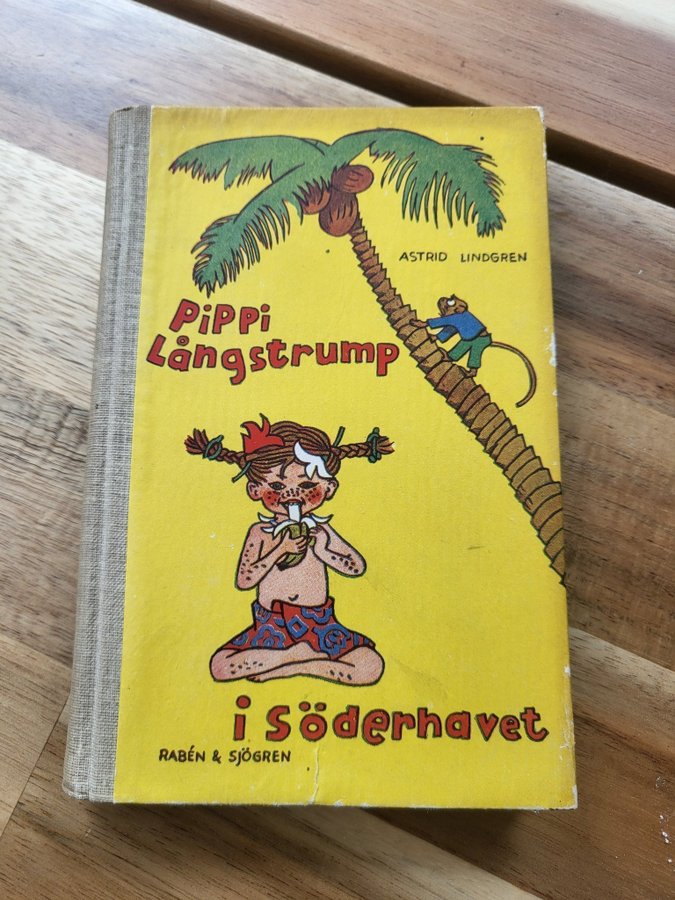 ASTRID LINDGREN
PiPPi
Långstrump
i Söderhavet
RABÉN & SJÖGREN